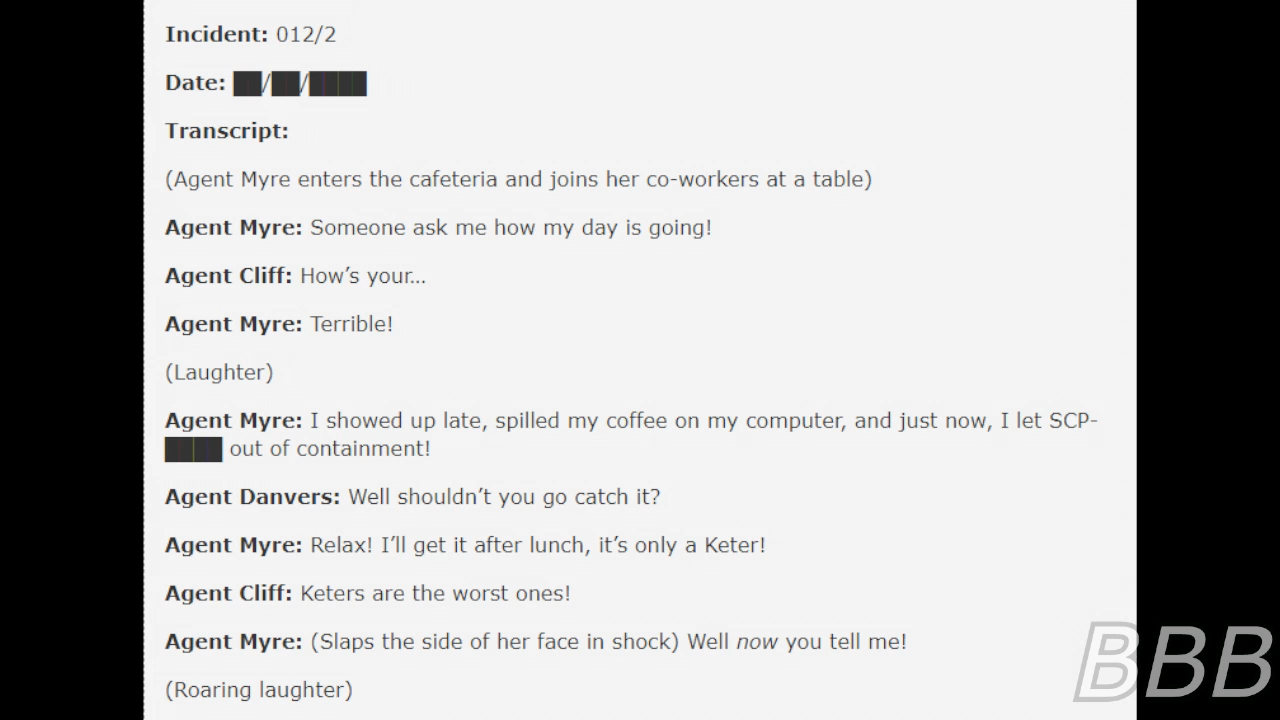 Incident: 012/2
Date: ██/██/████
Transcript:
(Agent Myre enters the cafeteria and joins her co-workers at a table)
Agent Myre: Someone ask me how my day is going!
Agent Cliff: How’s your…
Agent Myre: Terrible!
(Laughter)
Agent Myre: I showed up late, spilled my coffee on my computer, and just now, I let SCP-
████ out of containment!
Agent Danvers: Well shouldn’t you go catch it?
Agent Myre: Relax! I’ll get it after lunch, it’s only a Keter!
Agent Cliff: Keters are the worst ones!
Agent Myre: (Slaps the side of her face in shock) Well now you tell me!
(Roaring laughter)
BBB